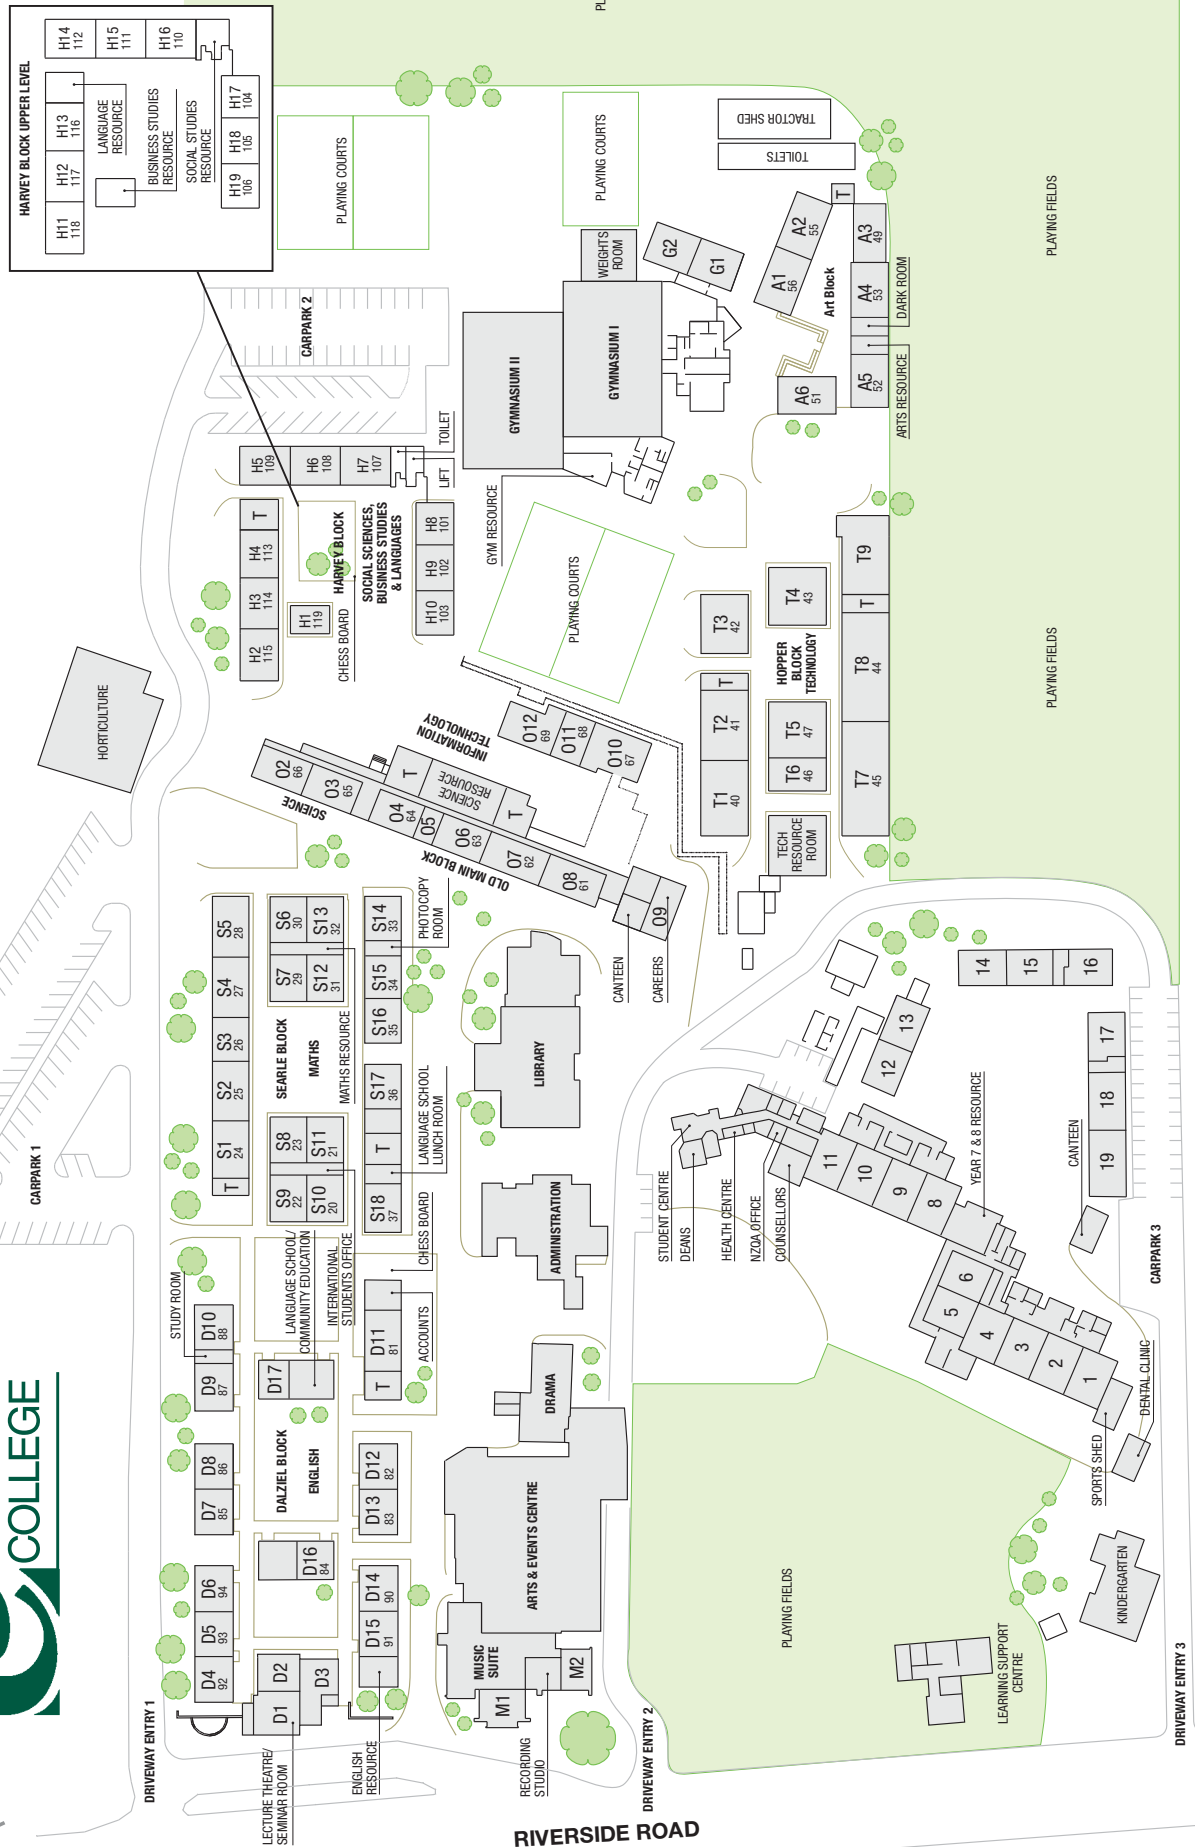 COLLEGE
HARVEY BLOCK UPPER LEVEL
H14
112
H15
111
H16
110
H13
116
H12
117
H11
118
LANGUAGE
RESOURCE
BUSINESS STUDIES
RESOURCE
SOCIAL STUDIES
RESOURCE
H17
104
H18
105
H19
106
PLAYING COURTS
PLAYING COURTS
TRACTOR SHED
TOILETS
PL
PLAYING FIELDS
CARPARK 2
WEIGHTS
ROOM
G2
G1
GYMNASIUM II
GYMNASIUM I
GYM RESOURCE
A1
56
A2
55
T
A3
49
A4
53
A5
52
A6
51
Art Block
DARK ROOM
ARTS RESOURCE
H5
109
H6
108
H7
107
TOILET
LIFT
T
H4
113
H3
114
H2
115
H1
119
HARVEY BLOCK
SOCIAL SCIENCES,
BUSINESS STUDIES
& LANGUAGES
H8
101
H9
102
H10
103
CHESS BOARD
PLAYING COURTS
HORTICULTURE
T3
42
T4
43
T9
T
T8
44
T7
45
T
T2
41
T1
40
T5
47
T6
46
HOPPER
BLOCK
TECHNOLOGY
TECH
RESOURCE
ROOM
PLAYING FIELDS
INFORMATION
TECHNOLOGY
O12
69
O11
68
O10
67
SCIENCE
O2
66
O3
65
O4
64
O5
O6
63
O7
62
O8
61
T
SCIENCE
RESOURCE
T
OLD MAIN BLOCK
O9
CANTEEN
CAREERS
CARPARK 1
S5
28
S4
27
S3
26
S2
25
S1
24
T
S6
30
S13
32
S7
29
S12
31
SEARLE BLOCK
MATHS
MATHS RESOURCE
S8
23
S11
21
S9
22
S10
20
S14
33
S15
34
S16
35
S17
36
T
S18
37
PHOTOCOPY
ROOM
LANGUAGE SCHOOL
LUNCH ROOM
LIBRARY
ADMINISTRATION
CHESS BOARD
ACCOUNTS
D11
81
T
LANGUAGE SCHOOL/
COMMUNITY EDUCATION
INTERNATIONAL
STUDENTS OFFICE
STUDY ROOM
D10
88
D9
87
D17
D8
86
D7
85
DALZIEL BLOCK
ENGLISH
D12
82
D13
83
D16
84
D6
94
D5
93
D4
92
D14
90
D15
91
D2
D1
D3
DRIVEWAY ENTRY 1
LECTURE THEATRE/
SEMINAR ROOM
ENGLISH
RESOURCE
DRAMA
ARTS & EVENTS CENTRE
MUSIC
SUITE
M1
M2
RECORDING
STUDIO
DRIVEWAY ENTRY 2
RIVERSIDE ROAD
STUDENT CENTRE
DEANS
HEALTH CENTRE
NZQA OFFICE
COUNSELLORS
14
15
16
13
12
17
18
19
CANTEEN
YEAR 7 & 8 RESOURCE
11
10
9
8
6
5
4
3
2
1
CARPARK 3
DENTAL CLINIC
SPORTS SHED
PLAYING FIELDS
KINDERGARTEN
LEARNING SUPPORT
CENTRE
DRIVEWAY ENTRY 3